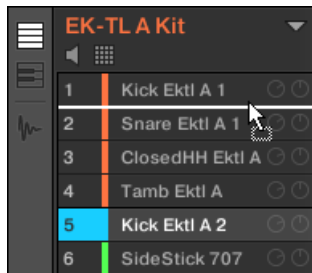 EK-TL A Kit
1 Kick Ektl A 1
2 Snare Ektl A 1
3 ClosedHH Ektl A
4 Tamb Ektl A
5 Kick Ektl A 2
6 SideStick 707